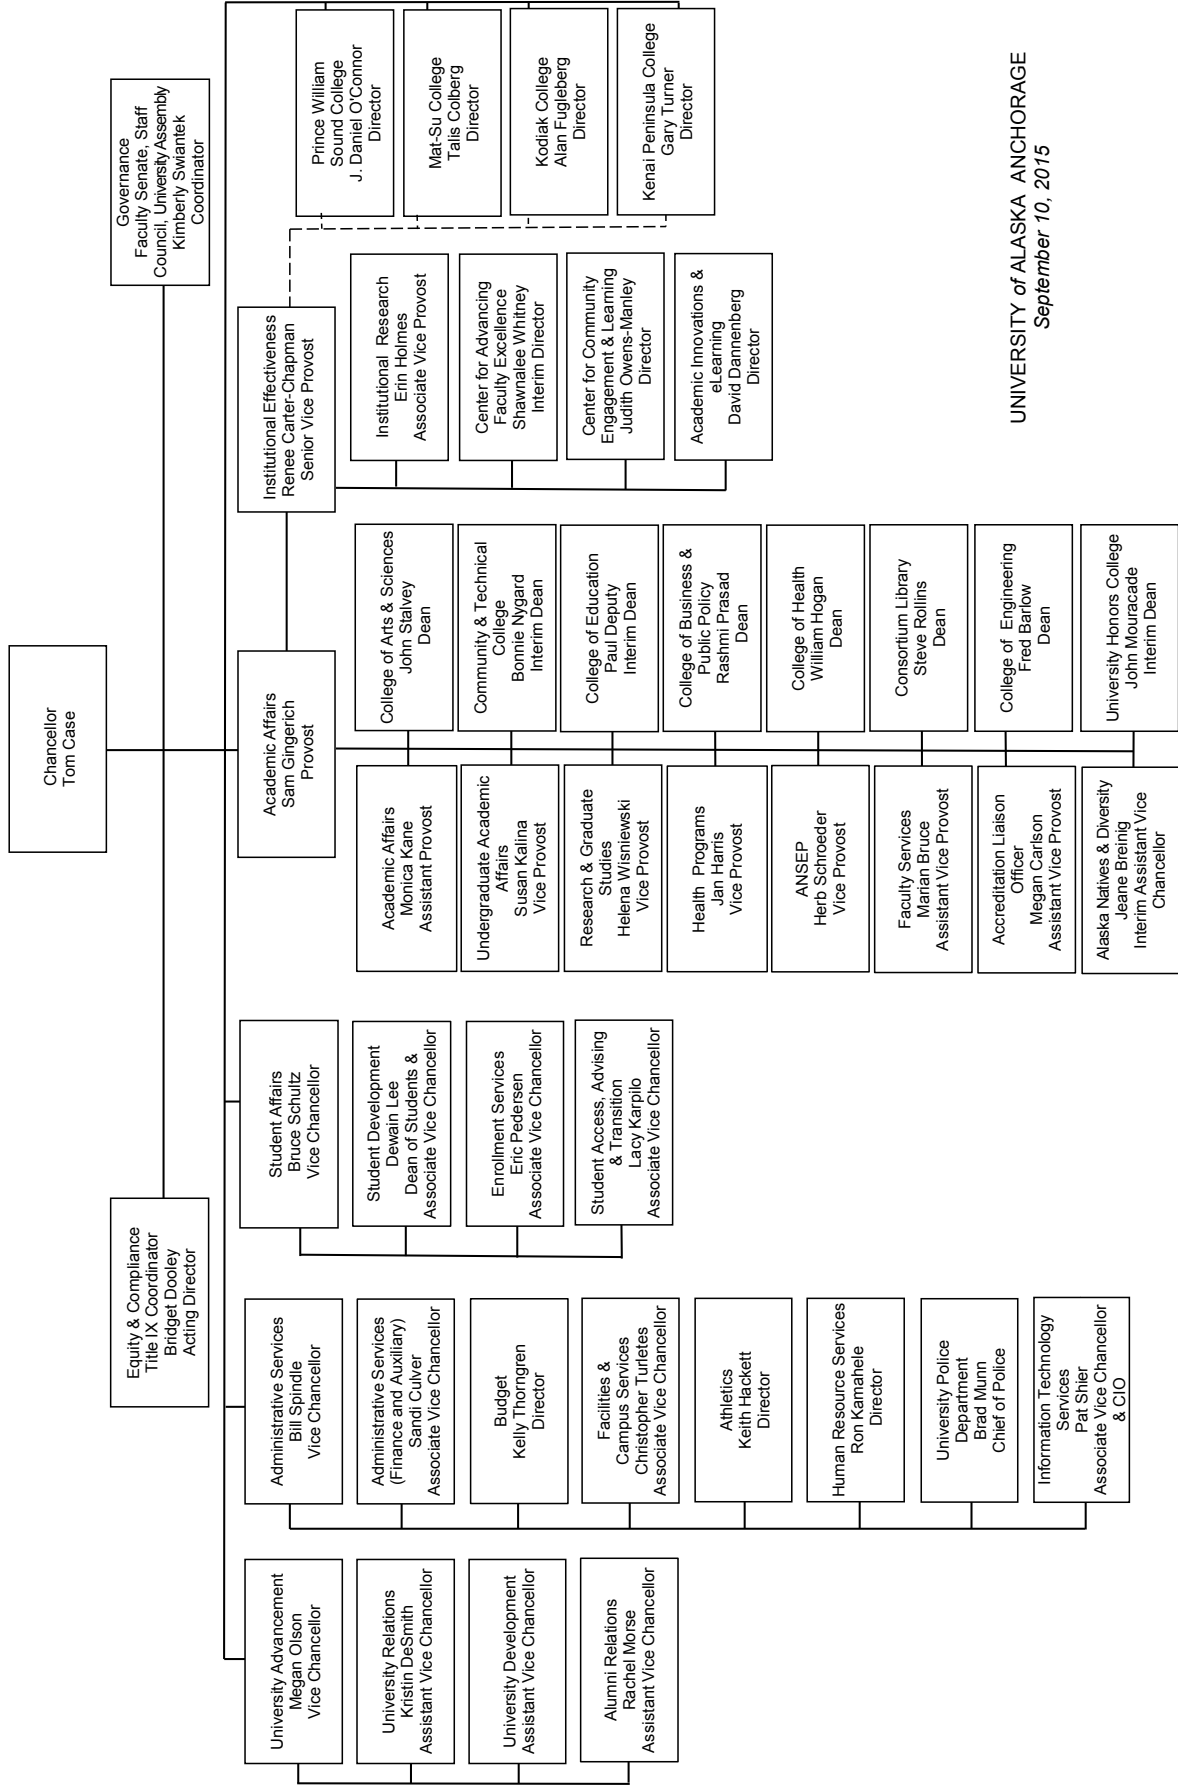 Chancellor
Tom Case
Equity & Compliance
Title IX Coordinator
Bridget Dooley
Acting Director
Governance
Faculty Senate, Staff
Council, University Assembly
Kimberly Swiantek
Coordinator
University Advancement
Megan Olson
Vice Chancellor
University Relations
Kristin DeSmith
Assistant Vice Chancellor
University Development
Assistant Vice Chancellor
Alumni Relations
Rachel Morse
Assistant Vice Chancellor
Administrative Services
Bill Spindle
Vice Chancellor
Administrative Services
(Finance and Auxiliary)
Sandi Culver
Associate Vice Chancellor
Budget
Kelly Thorngren
Director
Facilities &
Campus Services
Christopher Turletes
Associate Vice Chancellor
Athletics
Keith Hackett
Director
Human Resource Services
Ron Kamahele
Director
University Police
Department
Brad Munn
Chief of Police
Information Technology
Services
Pat Shier
Associate Vice Chancellor
& CIO
Student Affairs
Bruce Schultz
Vice Chancellor
Student Development
Dewain Lee
Dean of Students &
Associate Vice Chancellor
Enrollment Services
Eric Pedersen
Associate Vice Chancellor
Student Access, Advising
& Transition
Lacy Karpilo
Associate Vice Chancellor
Academic Affairs
Sam Gingerich
Provost
Academic Affairs
Monica Kane
Assistant Provost
Undergraduate Academic
Affairs
Susan Kalina
Vice Provost
Research & Graduate
Studies
Helena Wisniewski
Vice Provost
Health Programs
Jan Harris
Vice Provost
ANSEP
Herb Schroeder
Vice Provost
Faculty Services
Marian Bruce
Assistant Vice Provost
Accreditation Liaison
Officer
Megan Carlson
Assistant Vice Provost
Alaska Natives & Diversity
Jeane Breinig
Interim Assistant Vice
Chancellor
College of Arts & Sciences
John Stalvey
Dean
Community & Technical
College
Bonnie Nygard
Interim Dean
College of Education
Paul Deputy
Interim Dean
College of Business &
Public Policy
Rashmi Prasad
Dean
College of Health
William Hogan
Dean
Consortium Library
Steve Rollins
Dean
College of Engineering
Fred Barlow
Dean
University Honors College
John Mouracade
Interim Dean
Institutional Effectiveness
Renee Carter-Chapman
Senior Vice Provost
Institutional Research
Erin Holmes
Associate Vice Provost
Center for Advancing
Faculty Excellence
Shawnalee Whitney
Interim Director
Center for Community
Engagement & Learning
Judith Owens-Manley
Director
Academic Innovations &
eLearning
David Dannenberg
Director
Prince William
Sound College
J. Daniel O'Connor
Director
Mat-Su College
Talis Colberg
Director
Kodiak College
Alan Fugleberg
Director
Kenai Peninsula College
Gary Turner
Director
UNIVERSITY of ALASKA ANCHORAGE
September 10, 2015